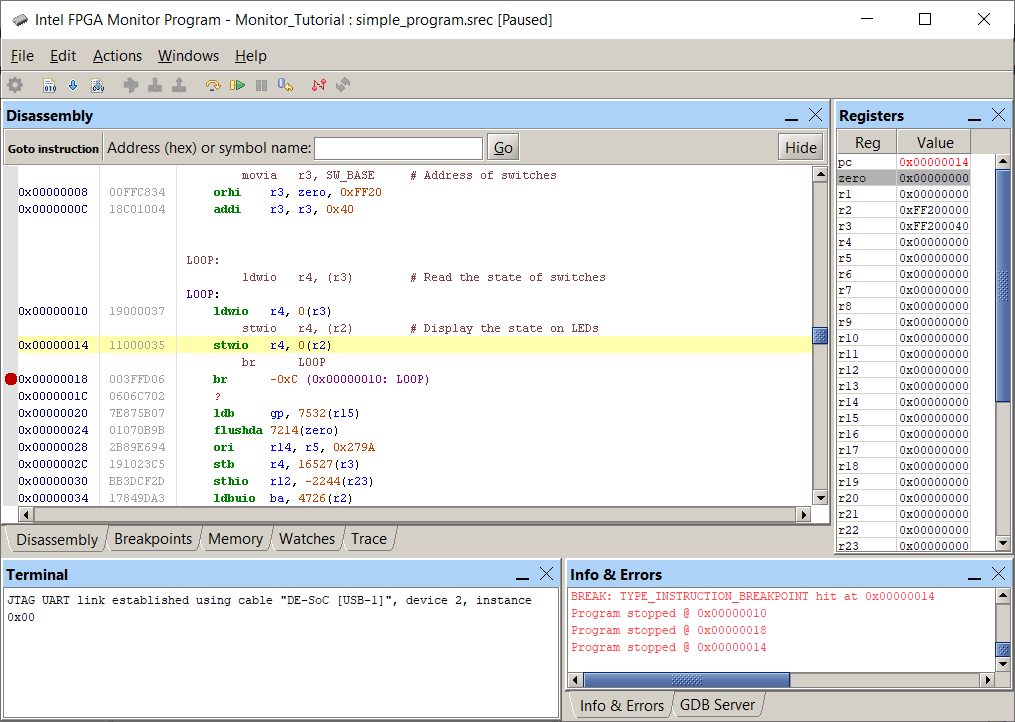 Intel FPGA Monitor Program - Monitor_Tutorial : simple_program.srec [Paused]
File Edit Actions Windows Help
Disassembly
Goto instruction Address (hex) or symbol name: Go Hide
movia r3, SW_BASE # Address of switches
0x00000008 00FFC834 orhi r3, zero, 0xFF20
0x0000000C 18C01004 addi r3, r3, 0x40
LOOP:
ldwio r4, (r3) # Read the state of switches
LOOP:
0x00000010 19000037 ldwio r4, 0(r3)
stwio r4, (r2) # Display the state on LEDs
0x00000014 11000035 stwio r4, 0(r2)
br LOOP
0x00000018 003FFD06 br -0xC (0x00000010: LOOP)
0x0000001C 0606C702 ?
0x00000020 7E875B07 ldb gp, 7532(r15)
0x00000024 01070B9B flushda 7214(zero)
0x00000028 2B89E694 ori r14, r5, 0x279A
0x0000002C 191023C5 stb r4, 16527(r3)
0x00000030 BB3DCF2D sthio r12, -2244(r23)
0x00000034 17849DA3 ldbuio ba, 4726(r2)
Disassembly Breakpoints Memory Watches Trace
Registers
Reg Value
pc 0x00000014
zero 0x00000000
r1 0x00000000
r2 0xFF200000
r3 0xFF200040
r4 0x00000000
r5 0x00000000
r6 0x00000000
r7 0x00000000
r8 0x00000000
r9 0x00000000
r10 0x00000000
r11 0x00000000
r12 0x00000000
r13 0x00000000
r14 0x00000000
r15 0x00000000
r16 0x00000000
r17 0x00000000
r18 0x00000000
r19 0x00000000
r20 0x00000000
r21 0x00000000
r22 0x00000000
r23 0x00000000
Terminal
JTAG UART link established using cable "DE-SoC [USB-1]", device 2, instance
0x00
Info & Errors
BREAK: TYPE_INSTRUCTION_BREAKPOINT hit at 0x00000014
Program stopped @ 0x00000010
Program stopped @ 0x00000018
Program stopped @ 0x00000014
Info & Errors GDB Server